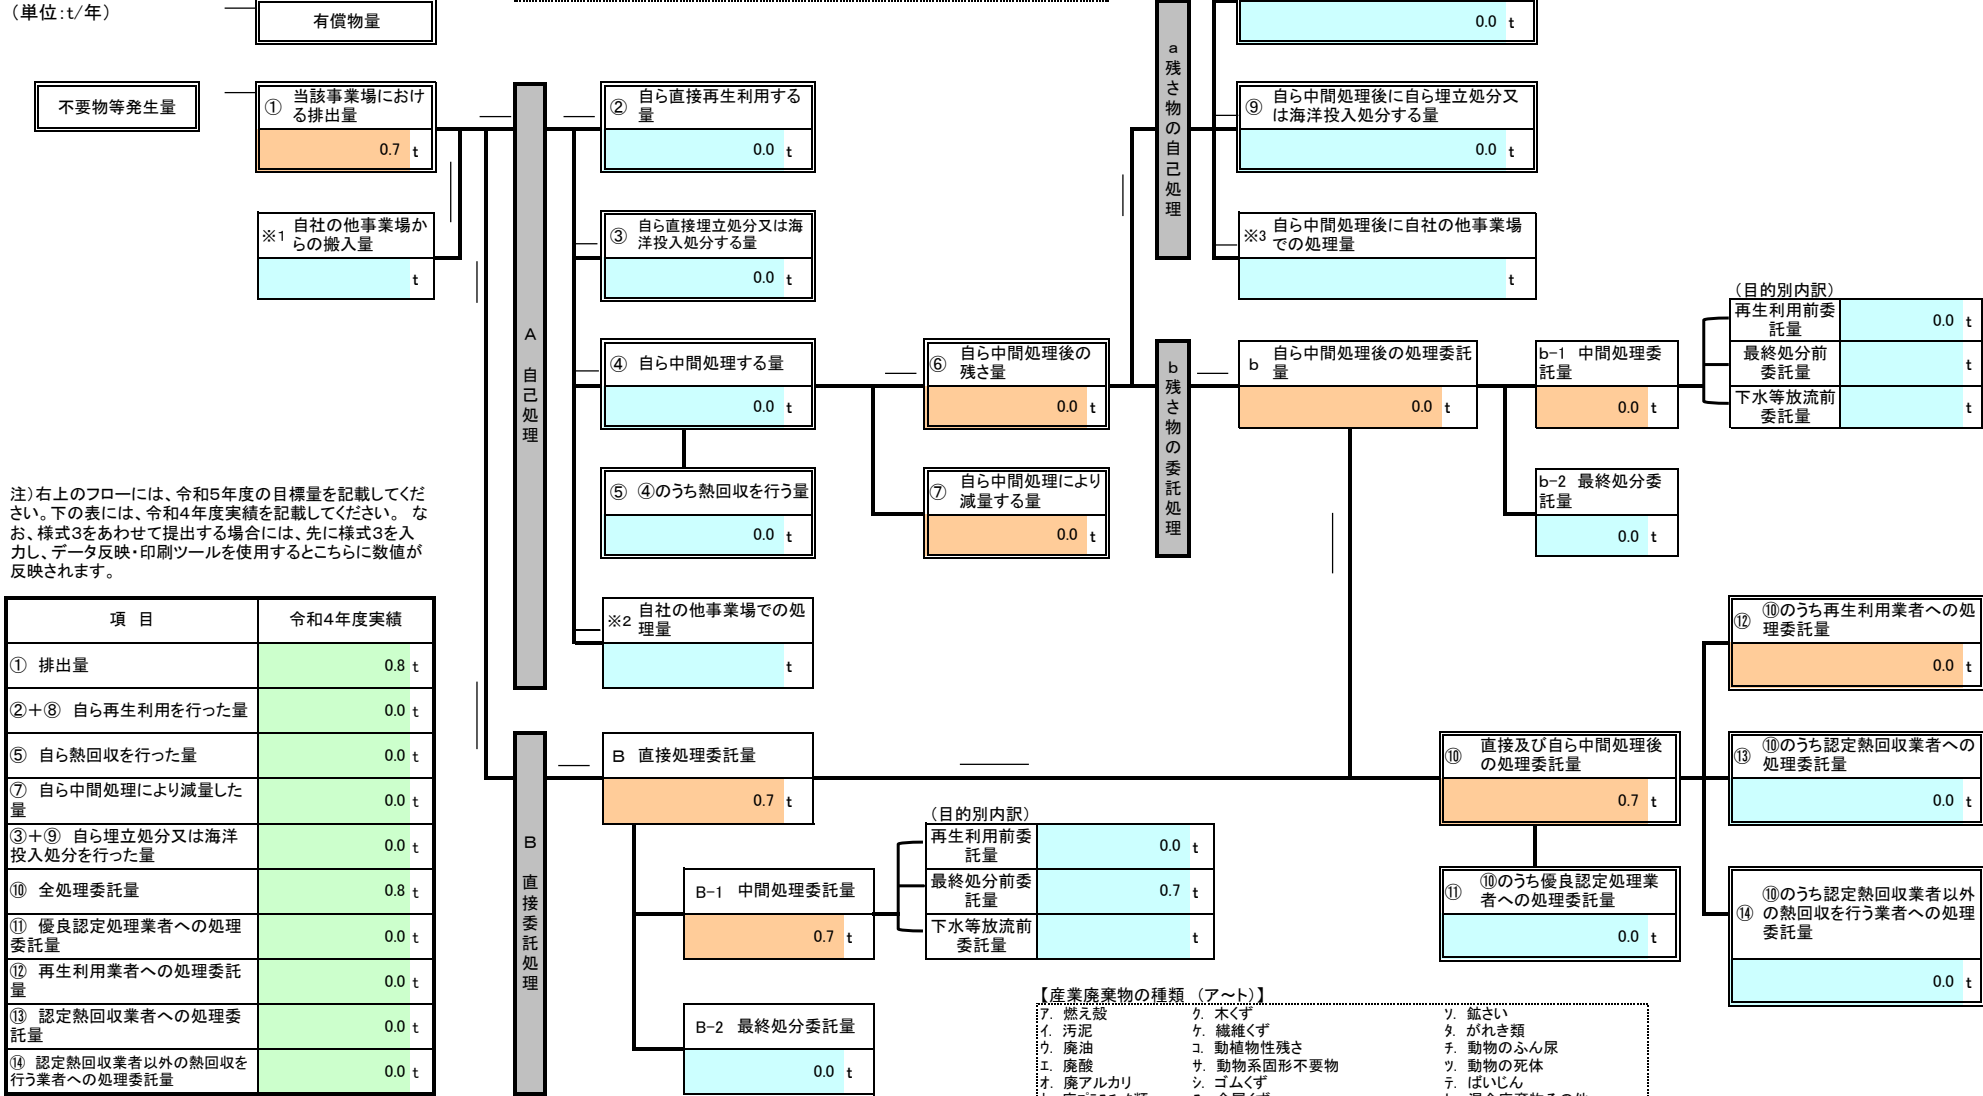 （単位：t/年）
有償物量
0.0 t
不要物等発生量
① 当該事業場におけ
る排出量
0.7 t
※1 自社の他事業場か
らの搬入量
t
A 自己処理
② 自ら直接再生利用する
量
0.0 t
③ 自ら直接埋立処分又は海
洋投入処分する量
0.0 t
④ 自ら中間処理する量
0.0 t
⑤ ④のうち熱回収を行う量
0.0 t
※2 自社の他事業場での処
理量
t
⑥ 自ら中間処理後の
残さ量
0.0 t
⑦ 自ら中間処理により
減量する量
0.0 t
a 残さ物の自己処理
⑨ 自ら中間処理後に自ら埋立処分又
は海洋投入処分する量
0.0 t
※3 自ら中間処理後に自社の他事業場
での処理量
t
b 残さ物の委託処理
b 自ら中間処理後の処理委託
量
0.0 t
b-1 中間処理委
託量
0.0 t
b-2 最終処分委
託量
0.0 t
（目的別内訳）
再生利用前委
託量
0.0 t
最終処分前
委託量
t
下水等放流前
委託量
t
注）右上のフローには、令和5年度の目標量を記載してくだ
さい。下の表には、令和4年度実績を記載してください。 な
お、様式3をあわせて提出する場合には、先に様式3を入
力し、データ反映・印刷ツールを使用するとこちらに数値が
反映されます。
項 目 令和4年度実績
① 排出量 0.8 t
②＋⑧ 自ら再生利用を行った量 0.0 t
⑤ 自ら熱回収を行った量 0.0 t
⑦ 自ら中間処理により減量した
量 0.0 t
③＋⑨ 自ら埋立処分又は海洋
投入処分を行った量 0.0 t
⑩ 全処理委託量 0.8 t
⑪ 優良認定処理業者への処理
委託量 0.0 t
⑫ 再生利用業者への処理委託
量 0.0 t
⑬ 認定熱回収業者への処理委
託量 0.0 t
⑭ 認定熱回収業者以外の熱回収を
行う業者への処理委託量 0.0 t
B 直接委託処理
B 直接処理委託量
0.7 t
B-1 中間処理委託量
0.7 t
B-2 最終処分委託量
0.0 t
（目的別内訳）
再生利用前委
託量
0.0 t
最終処分前委
託量
0.7 t
下水等放流前
委託量
t
⑩ 直接及び自ら中間処理後
の処理委託量
0.7 t
⑪ ⑩のうち優良認定処理業
者への処理委託量
0.0 t
⑫ ⑩のうち再生利用業者への処
理委託量
0.0 t
⑬ ⑩のうち認定熱回収業者への
処理委託量
0.0 t
⑭ ⑩のうち認定熱回収業者以外
の熱回収を行う業者への処理
委託量
0.0 t
【産業廃棄物の種類 （ア～ト）】
ｱ. 燃え殻 ｸ. 木くず ｿ. 鉱さい
ｲ. 汚泥 ｹ. 繊維くず ﾀ. がれき類
ｳ. 廃油 ｺ. 動植物性残さ ﾁ. 動物のふん尿
ｴ. 廃酸 ｻ. 動物系固形不要物 ﾂ. 動物の死体
ｵ. 廃アルカリ ｼ. ゴムくず ﾃ. ばいじん